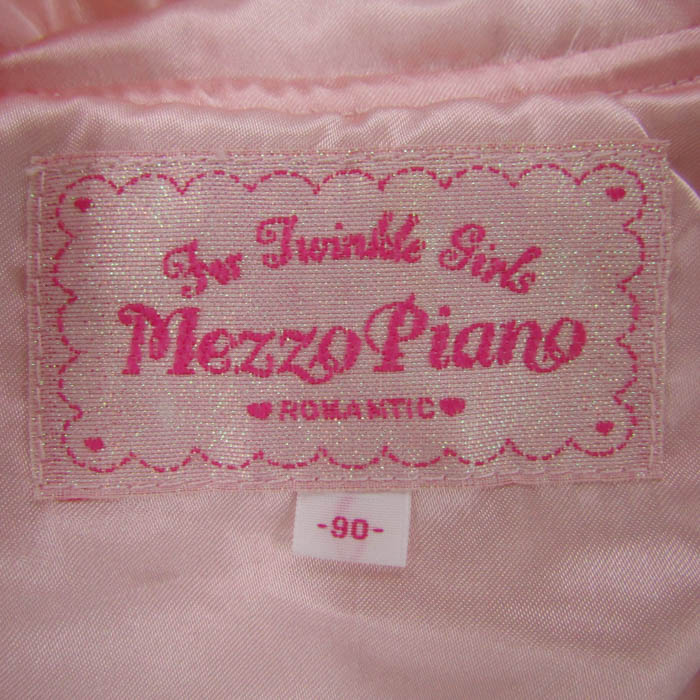 For Twinkle Girls
Mezzo Piano
ROMANTIC
-90-